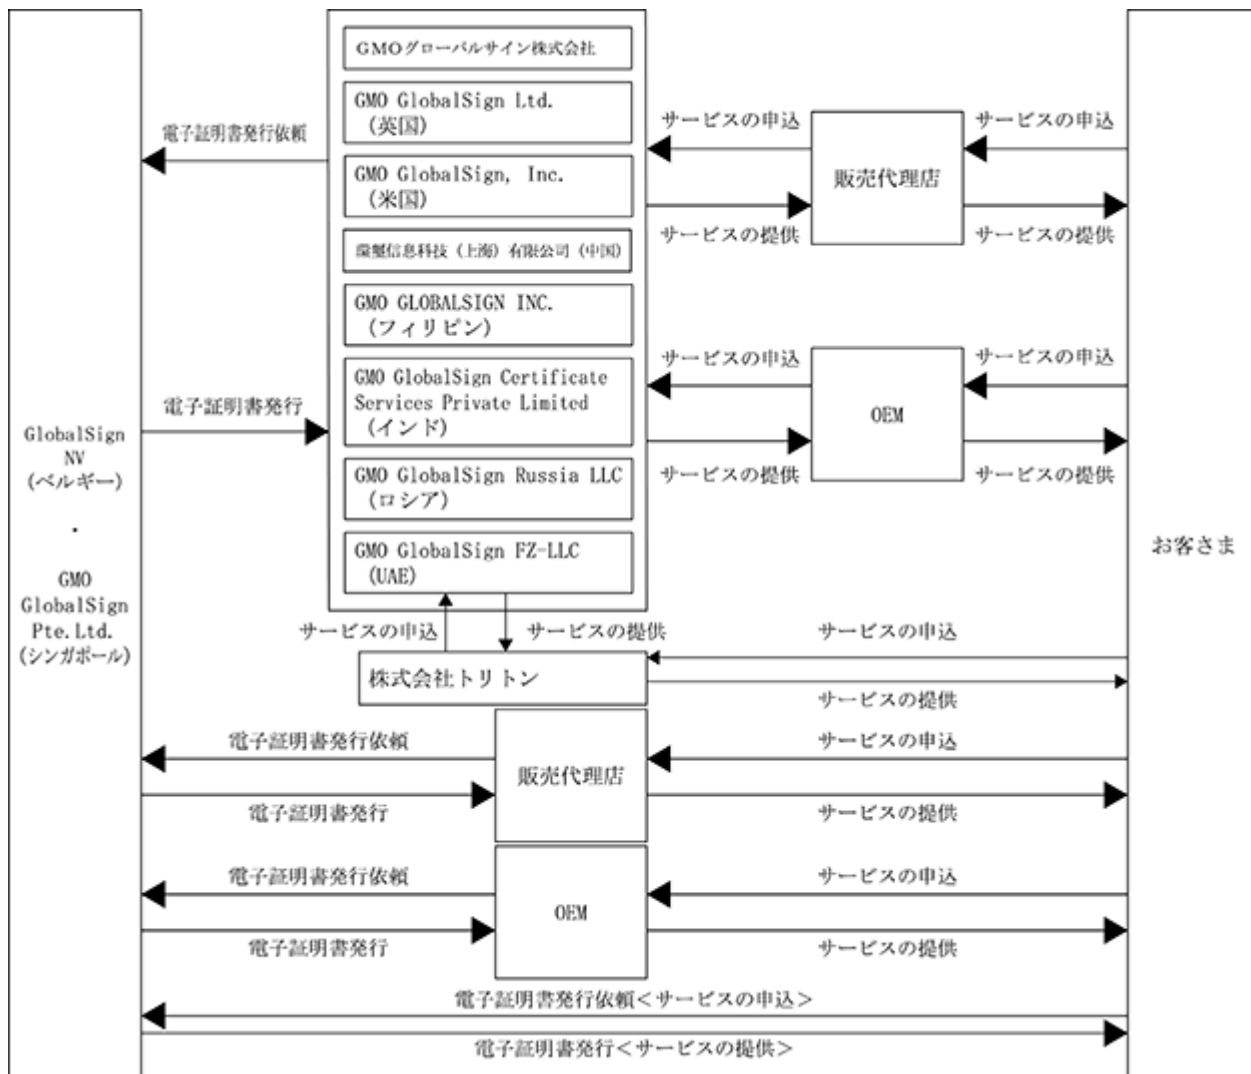 GMOグローバルサイン株式会社
GMO GlobalSign Ltd.
(英国)
GMO GlobalSign, Inc.
(米国)
環璽信息科技(上海)有限公司(中国)
GMO GLOBALSIGN INC.
(フィリピン)
GMO GlobalSign Certificate
Services Private Limited
(インド)
GMO GlobalSign Russia LLC
(ロシア)
GMO GlobalSign FZ-LLC
(UAE)
電子証明書発行依頼
電子証明書発行
GlobalSign
NV
(ベルギー)
・
GMO
GlobalSign
Pte.Ltd.
(シンガポール)
サービスの申込
サービスの申込
販売代理店
サービスの提供
サービスの提供
サービスの申込
サービスの申込
OEM
サービスの提供
サービスの提供
お客さま
サービスの申込
サービスの提供
株式会社トリトン
サービスの申込
サービスの提供
電子証明書発行依頼
サービスの申込
販売代理店
電子証明書発行
サービスの提供
電子証明書発行依頼
サービスの申込
OEM
電子証明書発行
サービスの提供
電子証明書発行依頼<サービスの申込>
電子証明書発行<サービスの提供>